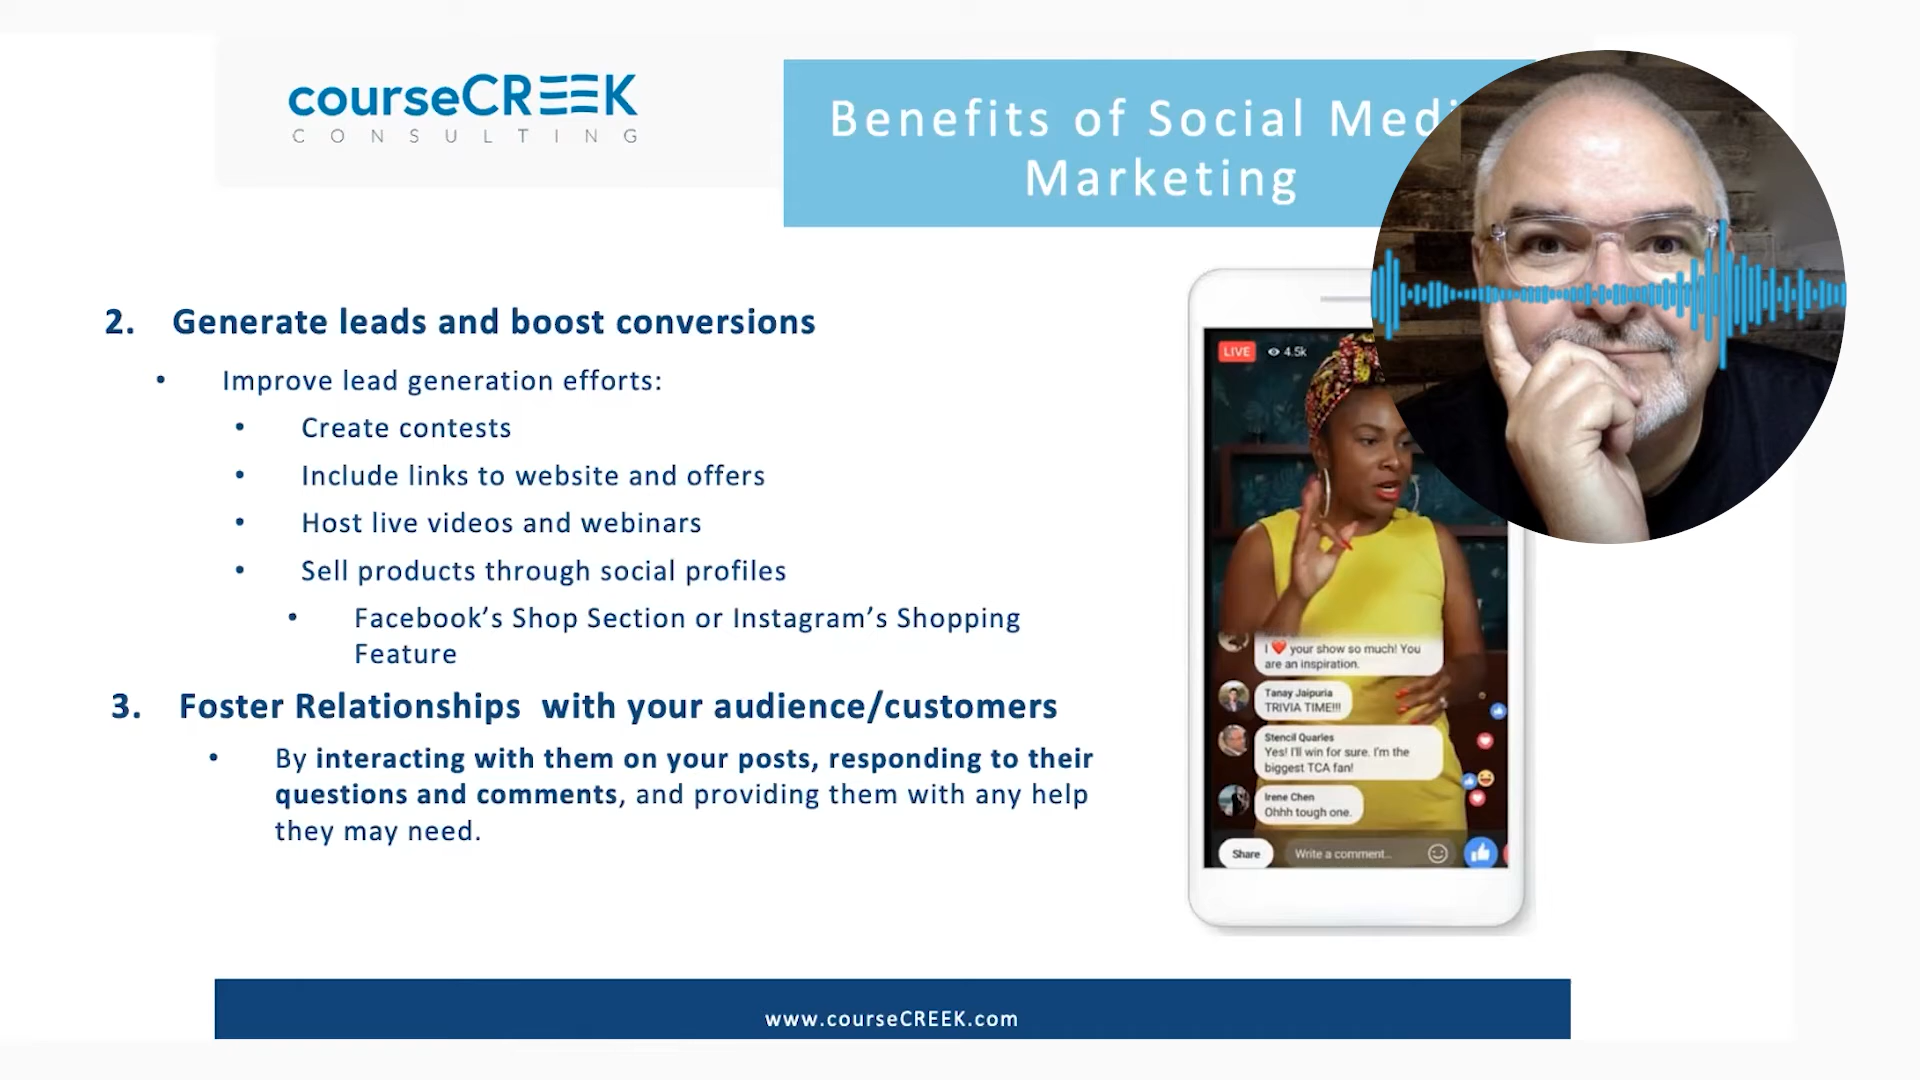 courseCREEK
CONSULTING
Benefits of Social Medi
Marketing
2. Generate leads and boost conversions
• Improve lead generation efforts:
• Create contests
• Include links to website and offers
• Host live videos and webinars
• Sell products through social profiles
• Facebook’s Shop Section or Instagram’s Shopping
Feature
3. Foster Relationships with your audience/customers
• By interacting with them on your posts, responding to their
questions and comments, and providing them with any help
they may need.
LIVE 4.5k
I ❤️ your show so much! You
are an inspiration.
Tanay Jaipuria
TRIVIA TIME!!!
Stencil Quarles
Yes! I'll win for sure. I'm the
biggest TCA fan!
Irene Chen
Ohhh tough one.
Share Write a comment...
www.courseCREEK.com